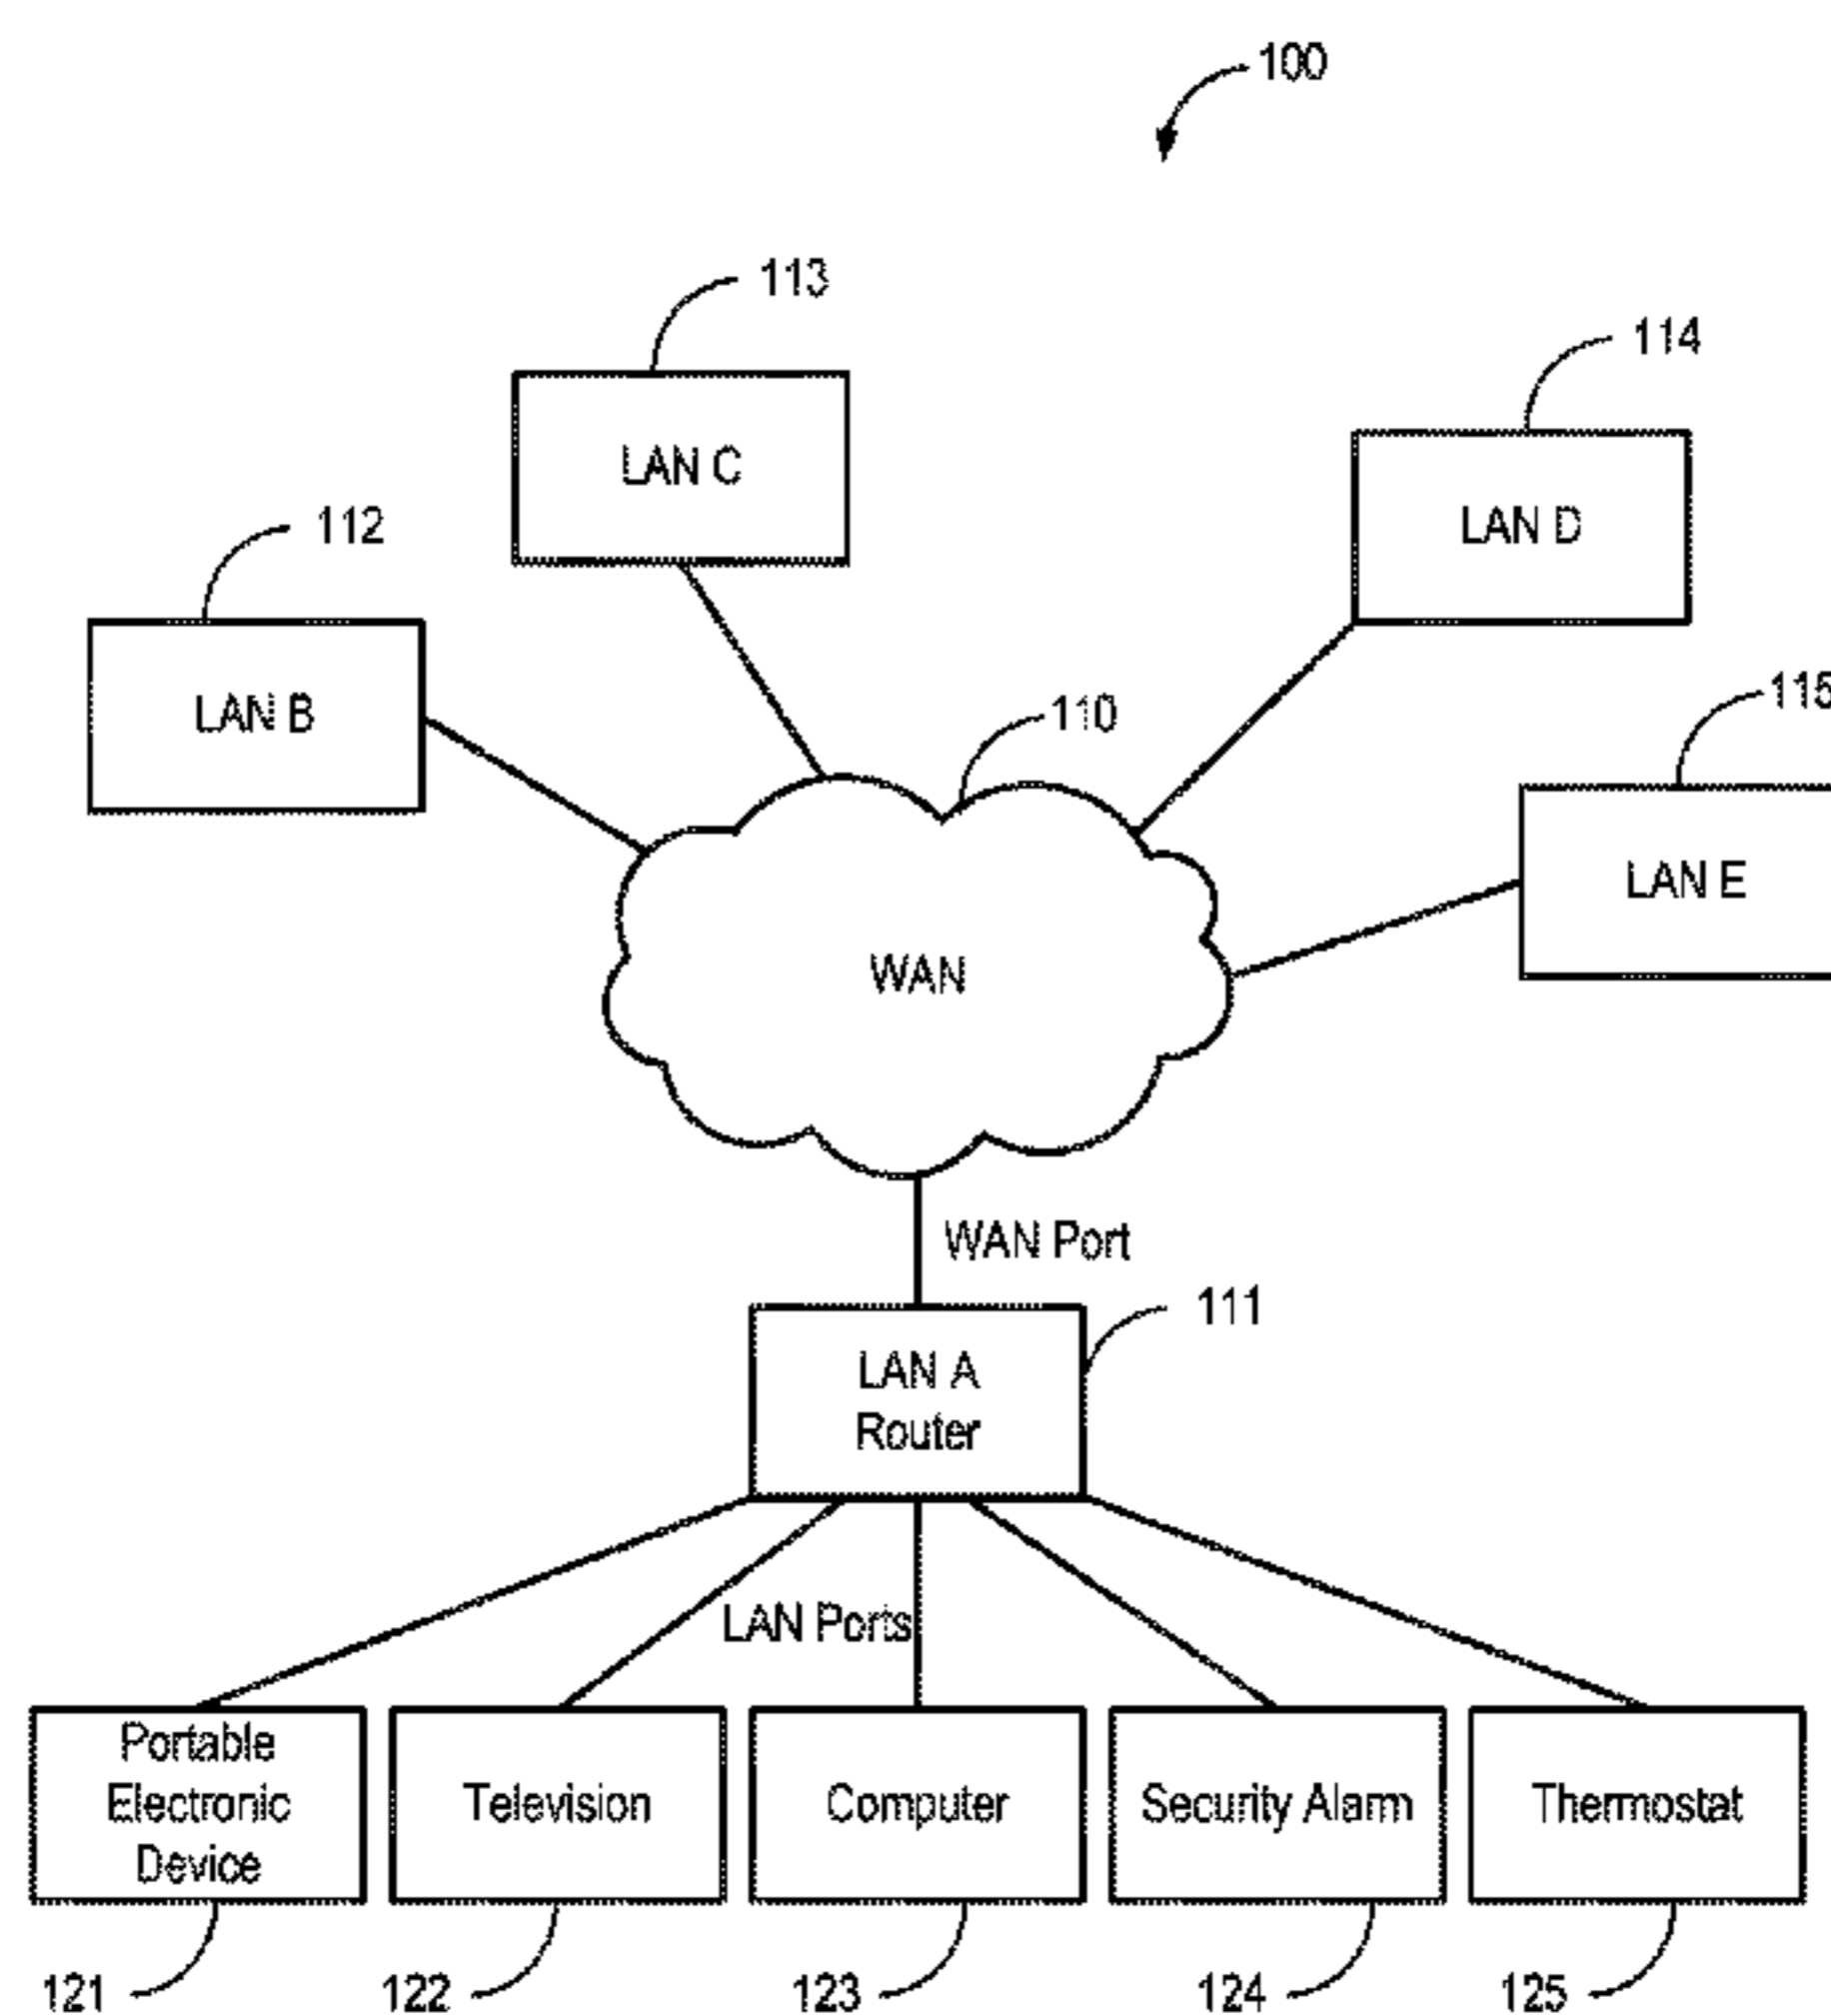 100
113
114
LAN C
112
LAN D
LAN B
110
115
LAN E
WAN
WAN Port
111
LAN A
Router
LAN Ports
Portable
Electronic
Device
Television
Computer
Security Alarm
Thermostat
121
122
123
124
125